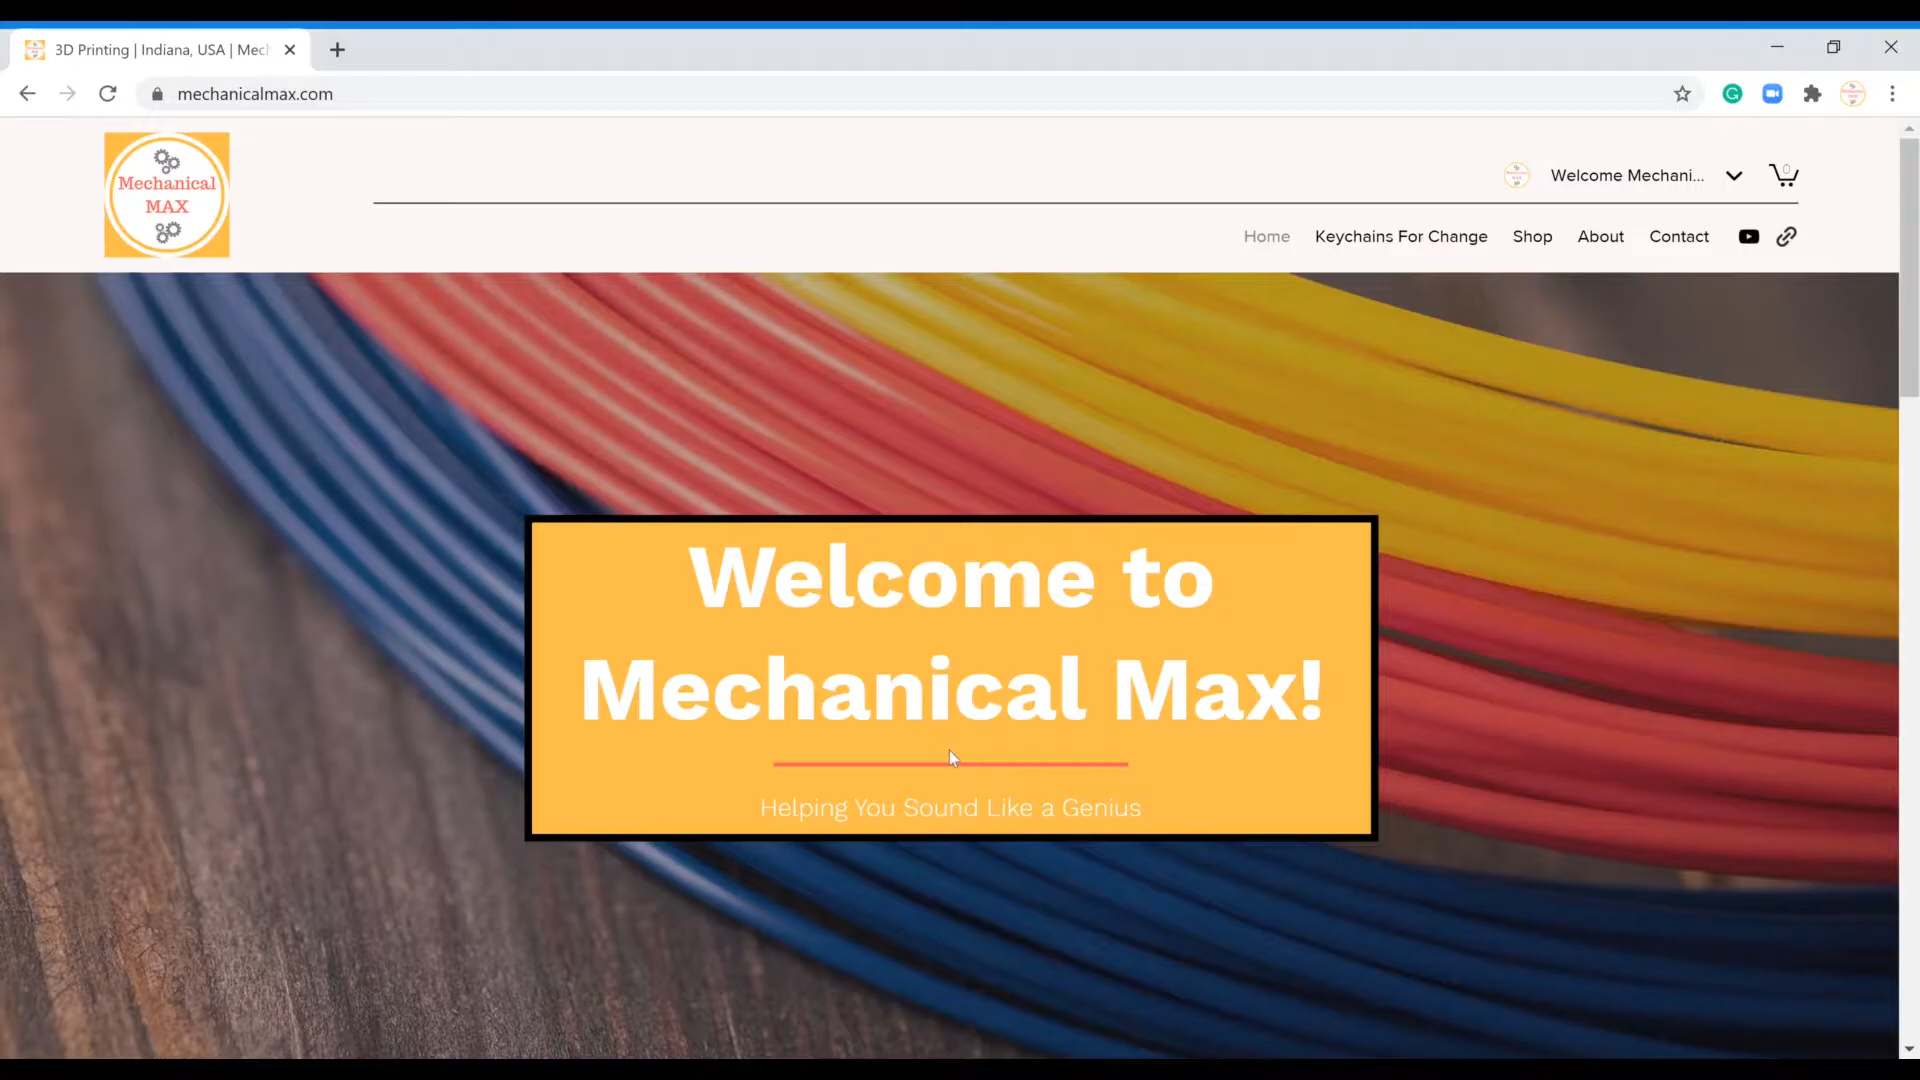 3D Printing | Indiana, USA | Mech
mechanicalmax.com
Mechanical
MAX
Welcome Mechani...
0
Home
Keychains For Change
Shop
About
Contact
Welcome to
Mechanical Max!
Helping You Sound Like a Genius